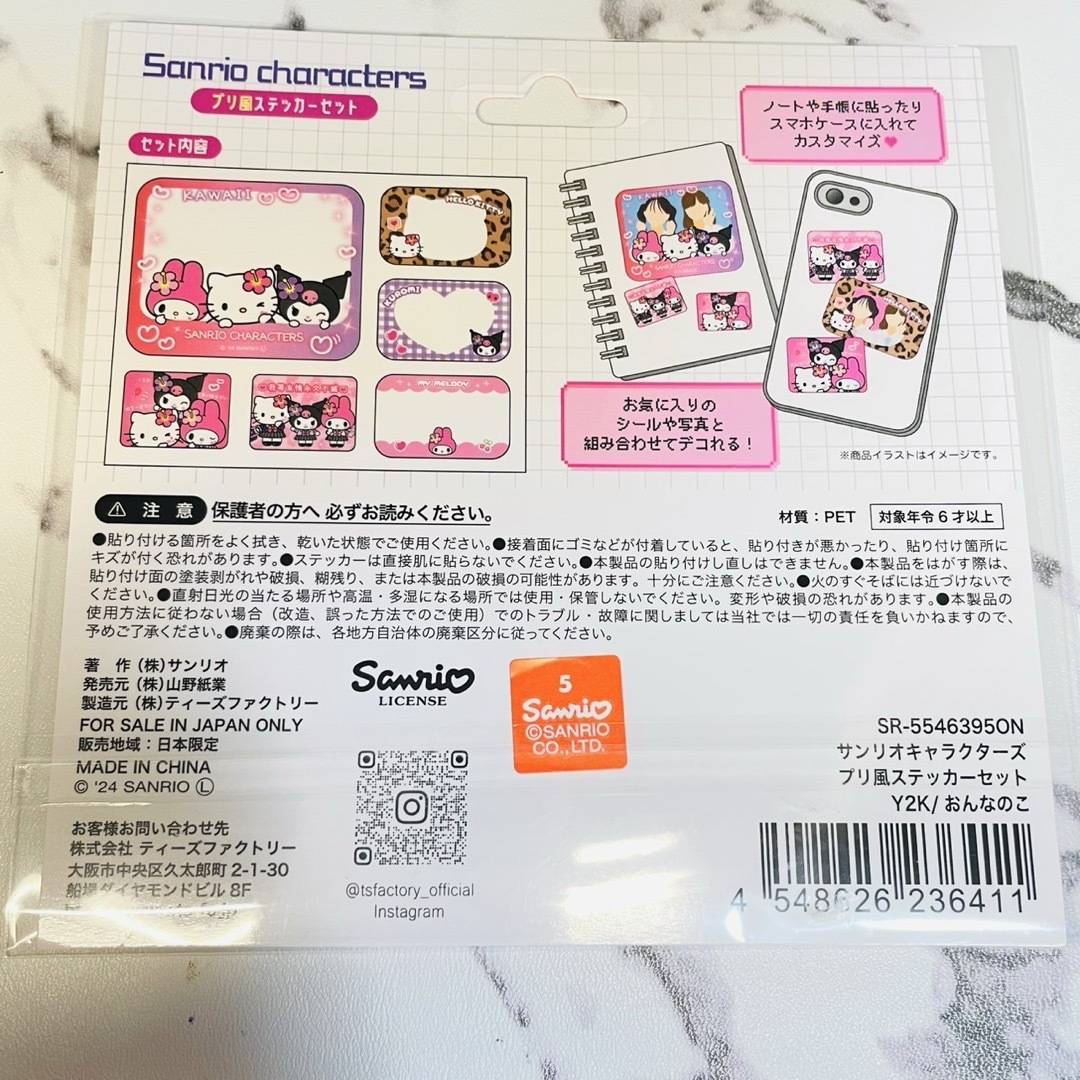 Sanrio characters
プリ風ステッカーセット
セット内容
KAWAII
SANRIO CHARACTERS
HELLO KITTY
KUROMI
MY MELODY
ノートや手帳に貼ったり
スマホケースに入れて
カスタマイズ♥
KAWAII
SANRIO CHARACTERS
お気に入りの
シールや写真と
組み合わせてデコれる！
※商品イラストはイメージです。
⚠ 注 意 保護者の方へ 必ずお読みください。
材質：PET 対象年令6才以上
●貼り付ける箇所をよく拭き、乾いた状態でご使用ください。●接着面にゴミなどが付着していると、貼り付きが悪かったり、貼り付け箇所に
キズが付く恐れがあります。●ステッカーは直接肌に貼らないでください。●本製品の貼り付けし直しはできません。●本製品をはがす際は、
貼り付け面の塗装剥がれや破損、糊残り、または本製品の破損の可能性があります。十分にご注意ください。●火のすぐそばには近づけないで
ください。●直射日光の当たる場所や高温・多湿になる場所では使用・保管しないでください。変形や破損の恐れがあります。●本製品の
使用方法に従わない場合（改造、誤った方法でのご使用）でのトラブル・故障に関しましては当社では一切の責任を負いかねますので、
予めご了承ください。●廃棄の際は、各地方自治体の廃棄区分に従ってください。
著 作（株）サンリオ
発売元（株）山野紙業
製造元（株）ティーズファクトリー
FOR SALE IN JAPAN ONLY
販売地域：日本限定
MADE IN CHINA
© '24 SANRIO Ⓛ
Sanrio
LICENSE
5
Sanrio
©SANRIO
CO.,LTD.
お客様お問い合わせ先
株式会社 ティーズファクトリー
大阪市中央区久太郎町 2-1-30
船場ダイヤモンドビル 8F
@tsfactory_official
Instagram
SR-5546395ON
サンリオキャラクターズ
プリ風ステッカーセット
Y2K/ おんなのこ
4 548626 236411